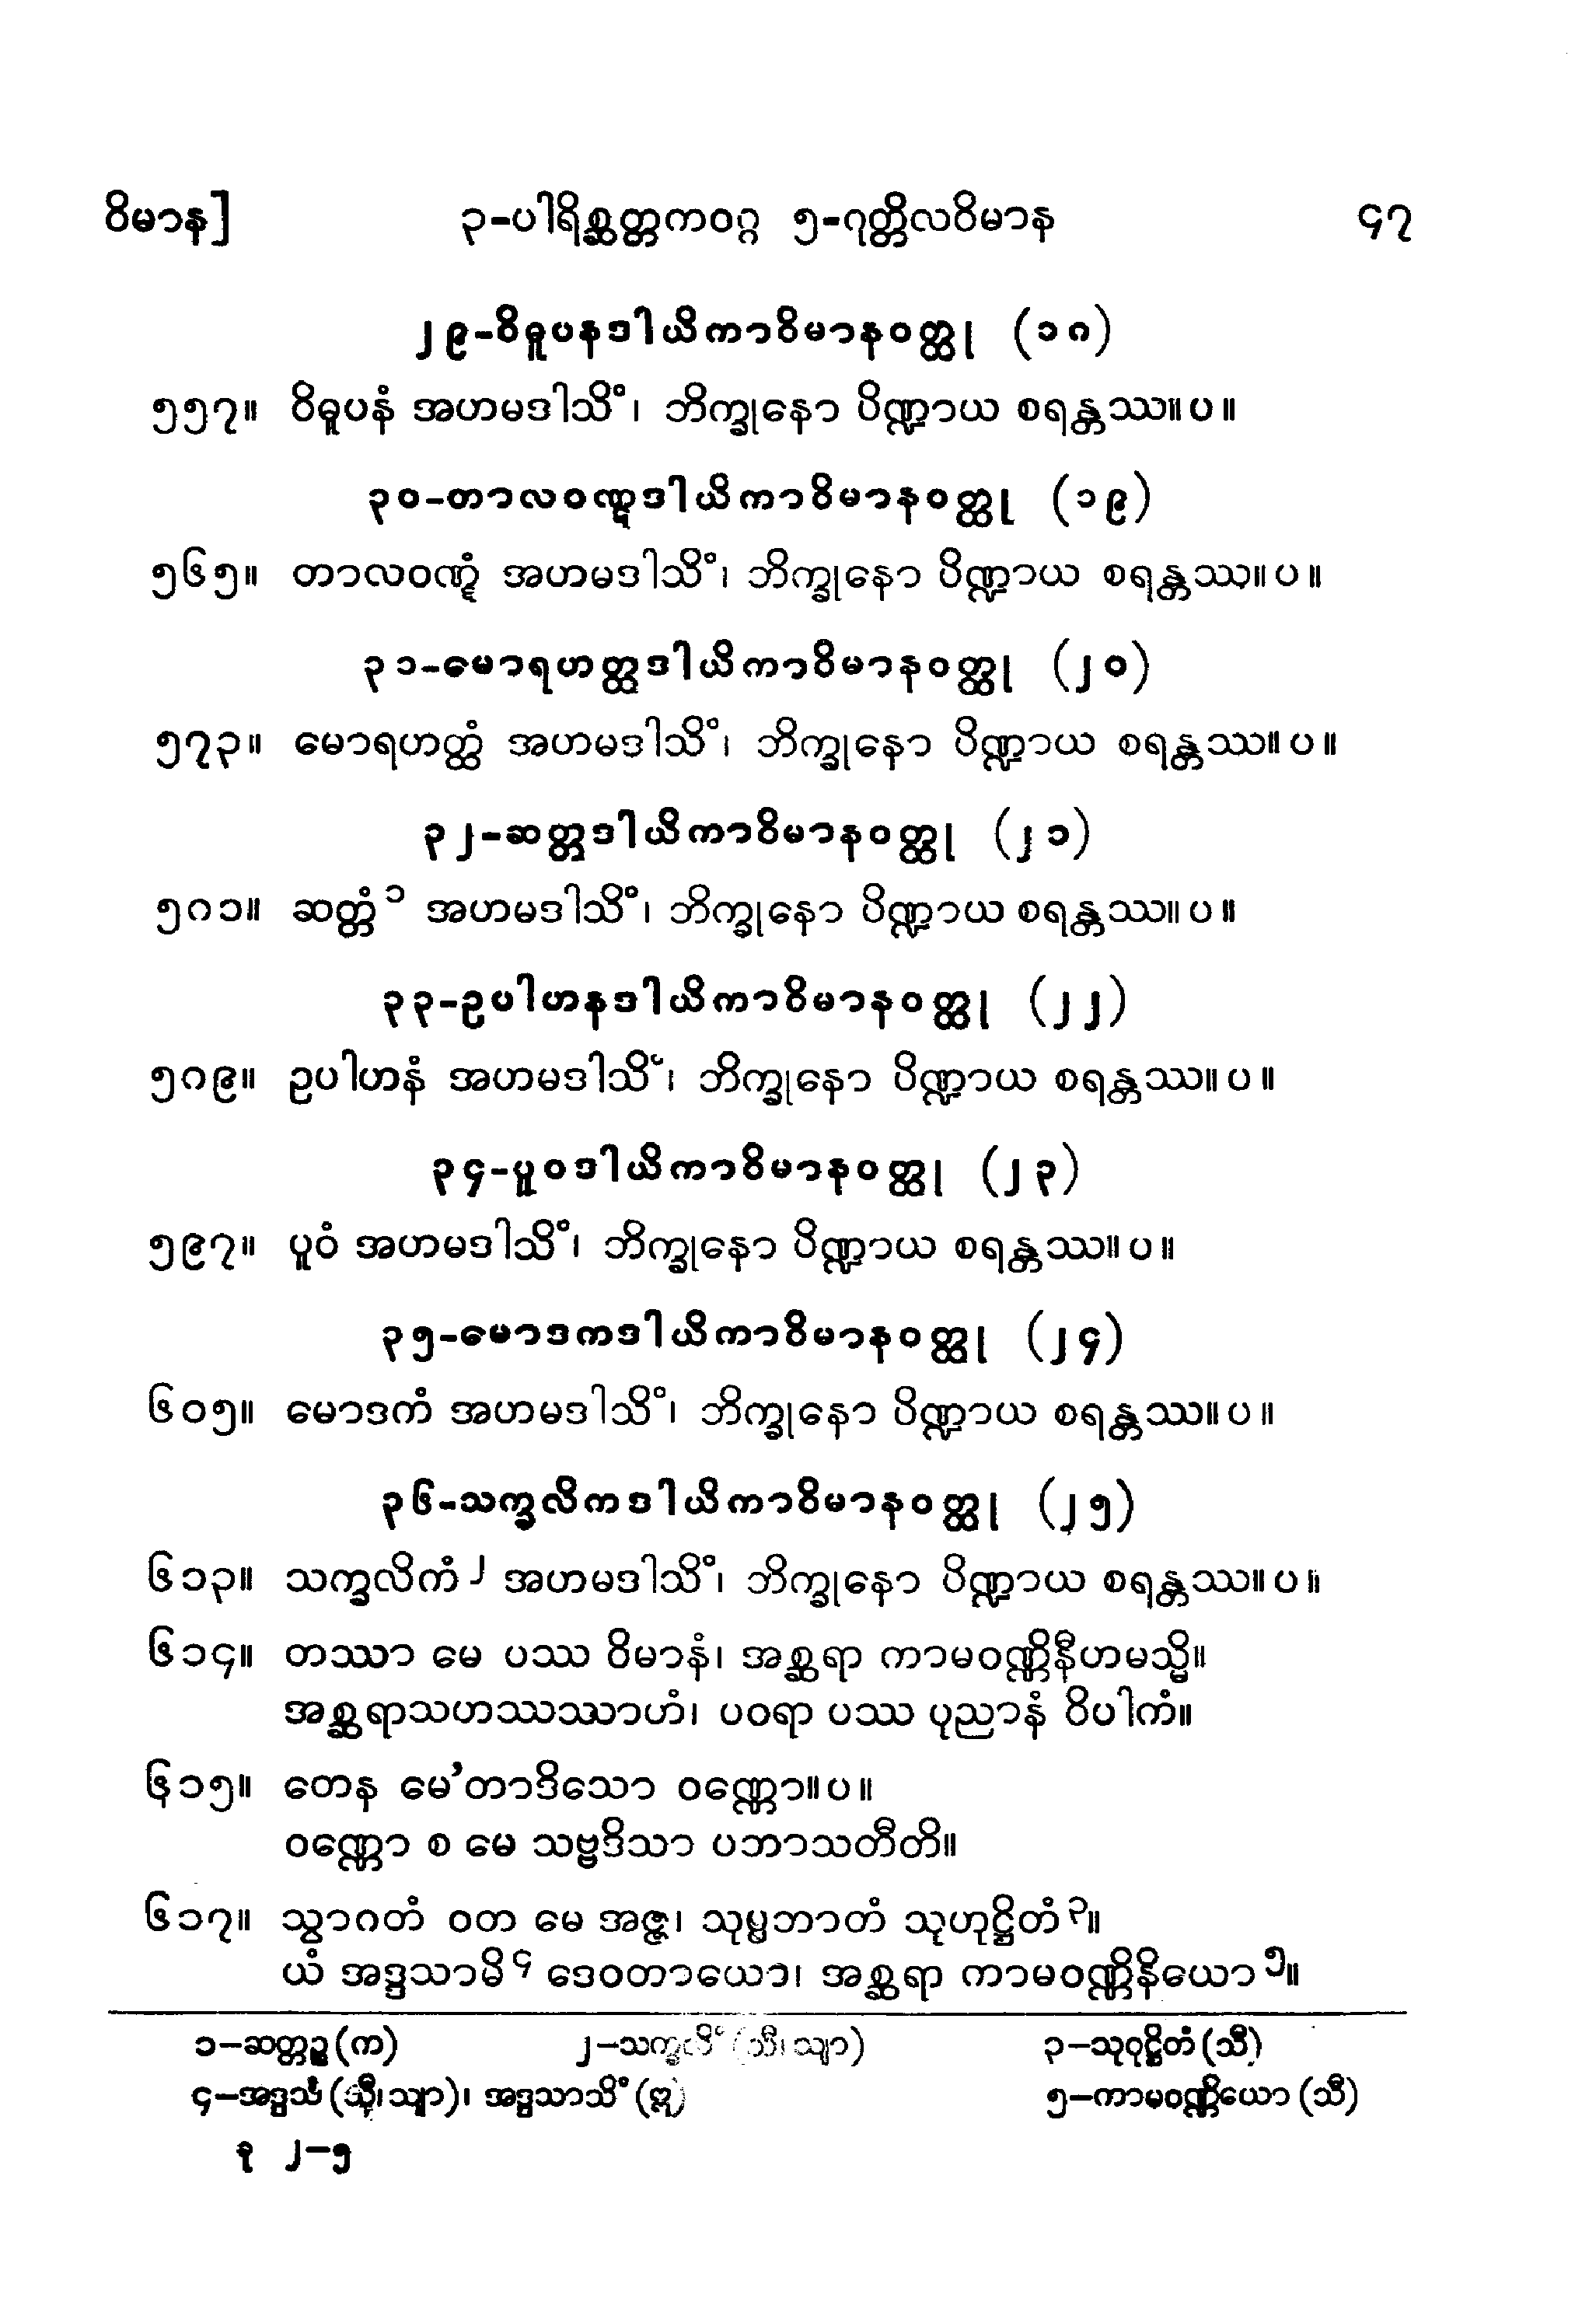 ဝိမာန] ၃-ပါရိစ္ဆတ္တကဝဂ္ဂ ၅-ဂုတ္တိလဝိမာန ၄၇
၂၉-ဝိဓူပနဒါယိကာဝိမာနဝတ္ထု (၁၈)
၅၅၇။ ဝိဓူပနံ အဟမဒါသိံ၊ ဘိက္ခုနော ပိဏ္ဍာယ စရန္တဿ။ပ။
၃၀-တာလဝဏ္ဋဒါယိကာဝိမာနဝတ္ထု (၁၉)
၅၆၅။ တာလဝဏ္ဋံ အဟမဒါသိံ၊ ဘိက္ခုနော ပိဏ္ဍာယ စရန္တဿ။ပ။
၃၁-မောရဟတ္ထဒါယိကာဝိမာနဝတ္ထု (၂၀)
၅၇၃။ မောရဟတ္ထံ အဟမဒါသိံ၊ ဘိက္ခုနော ပိဏ္ဍာယ စရန္တဿ။ပ။
၃၂-ဆတ္တဒါယိကာဝိမာနဝတ္ထု (၂၁)
၅၈၁။ ဆတ္တံ ၁ အဟမဒါသိံ၊ ဘိက္ခုနော ပိဏ္ဍာယ စရန္တဿ။ပ။
၃၃-ဥပါဟနဒါယိကာဝိမာနဝတ္ထု (၂၂)
၅၈၉။ ဥပါဟနံ အဟမဒါသိံ၊ ဘိက္ခုနော ပိဏ္ဍာယ စရန္တဿ။ပ။
၃၄-ပူဝဒါယိကာဝိမာနဝတ္ထု (၂၃)
၅၉၇။ ပူဝံ အဟမဒါသိံ၊ ဘိက္ခုနော ပိဏ္ဍာယ စရန္တဿ။ပ။
၃၅-မောဒကဒါယိကာဝိမာနဝတ္ထု (၂၄)
၆၀၅။ မောဒကံ အဟမဒါသိံ၊ ဘိက္ခုနော ပိဏ္ဍာယ စရန္တဿ။ပ။
၃၆-သက္ခလိကဒါယိကာဝိမာနဝတ္ထု (၂၅)
၆၁၃။ သက္ခလိကံ ၂ အဟမဒါသိံ၊ ဘိက္ခုနော ပိဏ္ဍာယ စရန္တဿ။ပ။
၆၁၄။ တဿာ မေ ပဿ ဝိမာနံ၊ အစ္ဆရာ ကာမဝဏ္ဏိနီဟမသ္မိ။
အစ္ဆရာသဟဿဿာဟံ၊ ပဝရာ ပဿ ပုညာနံ ဝိပါကံ။
၆၁၅။ တေန မေ’တာဒိသော ဝဏ္ဏော။ပ။
ဝဏ္ဏော စ မေ သဗ္ဗဒိသာ ပဘာသတီတိ။
၆၁၇။ သွာဂတံ ဝတ မေ အဇ္ဇ၊ သုပ္ပဘာတံ သုဟုဋ္ဌိတံ ၃။
ယံ အဒ္ဒသာမိ ၄ ဒေဝတာယော၊ အစ္ဆရာ ကာမဝဏ္ဏိနိယော ၅။
၁−ဆတ္တဉ္စ (က) ၂−သက္ခလိံ (သီ၊ သျာ) ၃−သုဝုဋ္ဌိတံ (သီ)
၄−အဒ္ဒသံ (သီ၊ သျာ)၊ အဒ္ဒသာသိံ (ဣ) ၅−ကာမဝဏ္ဏိယော (သီ)
ခု ၂−၅